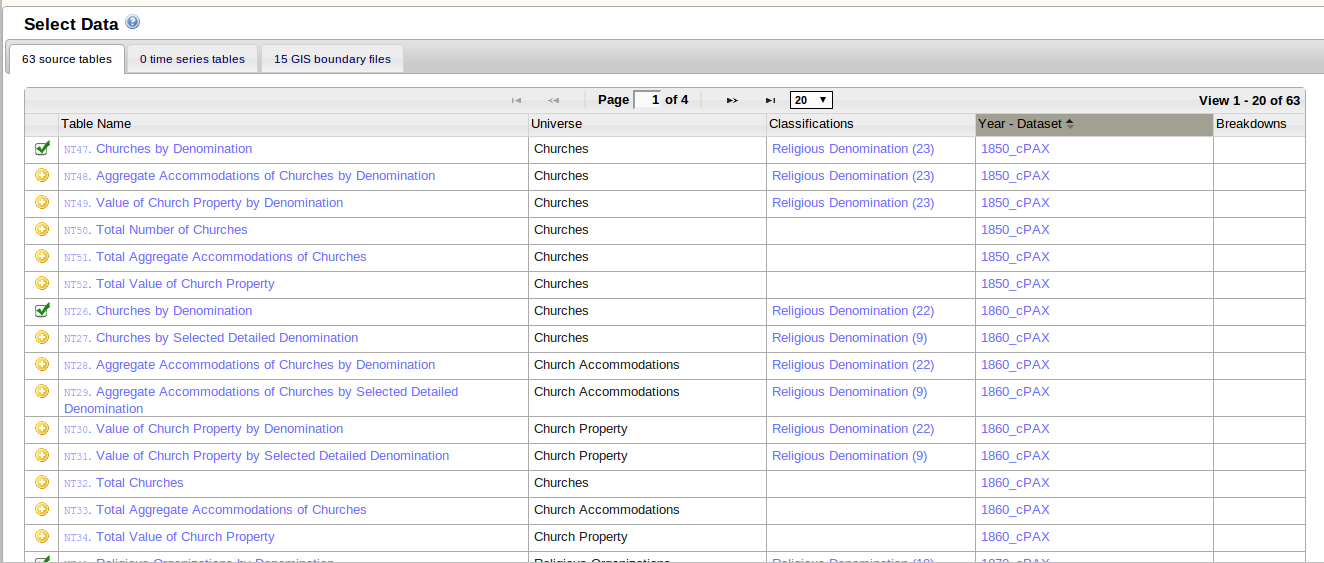 Select Data
63 source tables 0 time series tables 15 GIS boundary files
Page 1 of 4 20 View 1 - 20 of 63
Table Name Universe Classifications Year - Dataset Breakdowns
NT47. Churches by Denomination Churches Religious Denomination (23) 1850_cPAX
NT48. Aggregate Accommodations of Churches by Denomination Churches Religious Denomination (23) 1850_cPAX
NT49. Value of Church Property by Denomination Churches Religious Denomination (23) 1850_cPAX
NT50. Total Number of Churches Churches 1850_cPAX
NT51. Total Aggregate Accommodations of Churches Churches 1850_cPAX
NT52. Total Value of Church Property Churches 1850_cPAX
NT26. Churches by Denomination Churches Religious Denomination (22) 1860_cPAX
NT27. Churches by Selected Detailed Denomination Churches Religious Denomination (9) 1860_cPAX
NT28. Aggregate Accommodations of Churches by Denomination Church Accommodations Religious Denomination (22) 1860_cPAX
NT29. Aggregate Accommodations of Churches by Selected Detailed Church Accommodations Religious Denomination (9) 1860_cPAX
Denomination
NT30. Value of Church Property by Denomination Church Property Religious Denomination (22) 1860_cPAX
NT31. Value of Church Property by Selected Detailed Denomination Church Property Religious Denomination (9) 1860_cPAX
NT32. Total Churches Churches 1860_cPAX
NT33. Total Aggregate Accommodations of Churches Church Accommodations 1860_cPAX
NT34. Total Value of Church Property Church Property 1860_cPAX
Religious Organizations by Denomination Religious Organizations Religious Denomination 1870_cPAX